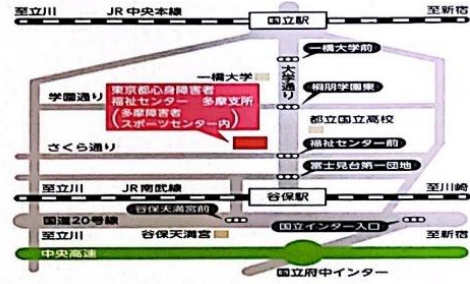 至立川 JR中央本線 国立駅 至新宿
一橋大学前
一橋大学
大学通り
学園通り
桐朋学園東
東京都心身障害者
福祉センター 多摩支所
(多摩障害者
スポーツセンター内)
都立国立高校
さくら通り
福祉センター前
富士見台第一団地
至立川 JR南武線 谷保駅 至川崎
谷保天満宮前
国道20号線
国立インター入口
至立川 谷保天満宮 至新宿
中央高速
国立府中インター